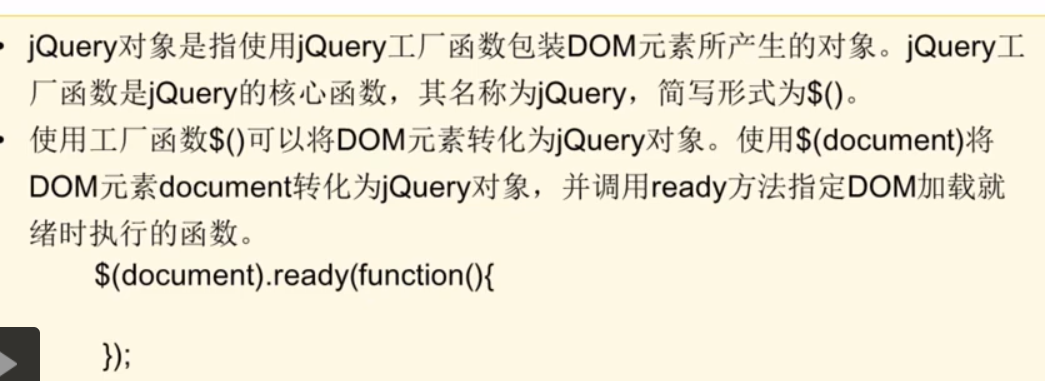 • jQuery对象是指使用jQuery工厂函数包装DOM元素所产生的对象。jQuery工
厂函数是jQuery的核心函数，其名称为jQuery，简写形式为$()。
• 使用工厂函数$()可以将DOM元素转化为jQuery对象。使用$(document)将
DOM元素document转化为jQuery对象，并调用ready方法指定DOM加载就
绪时执行的函数。
$(document).ready(function(){
});